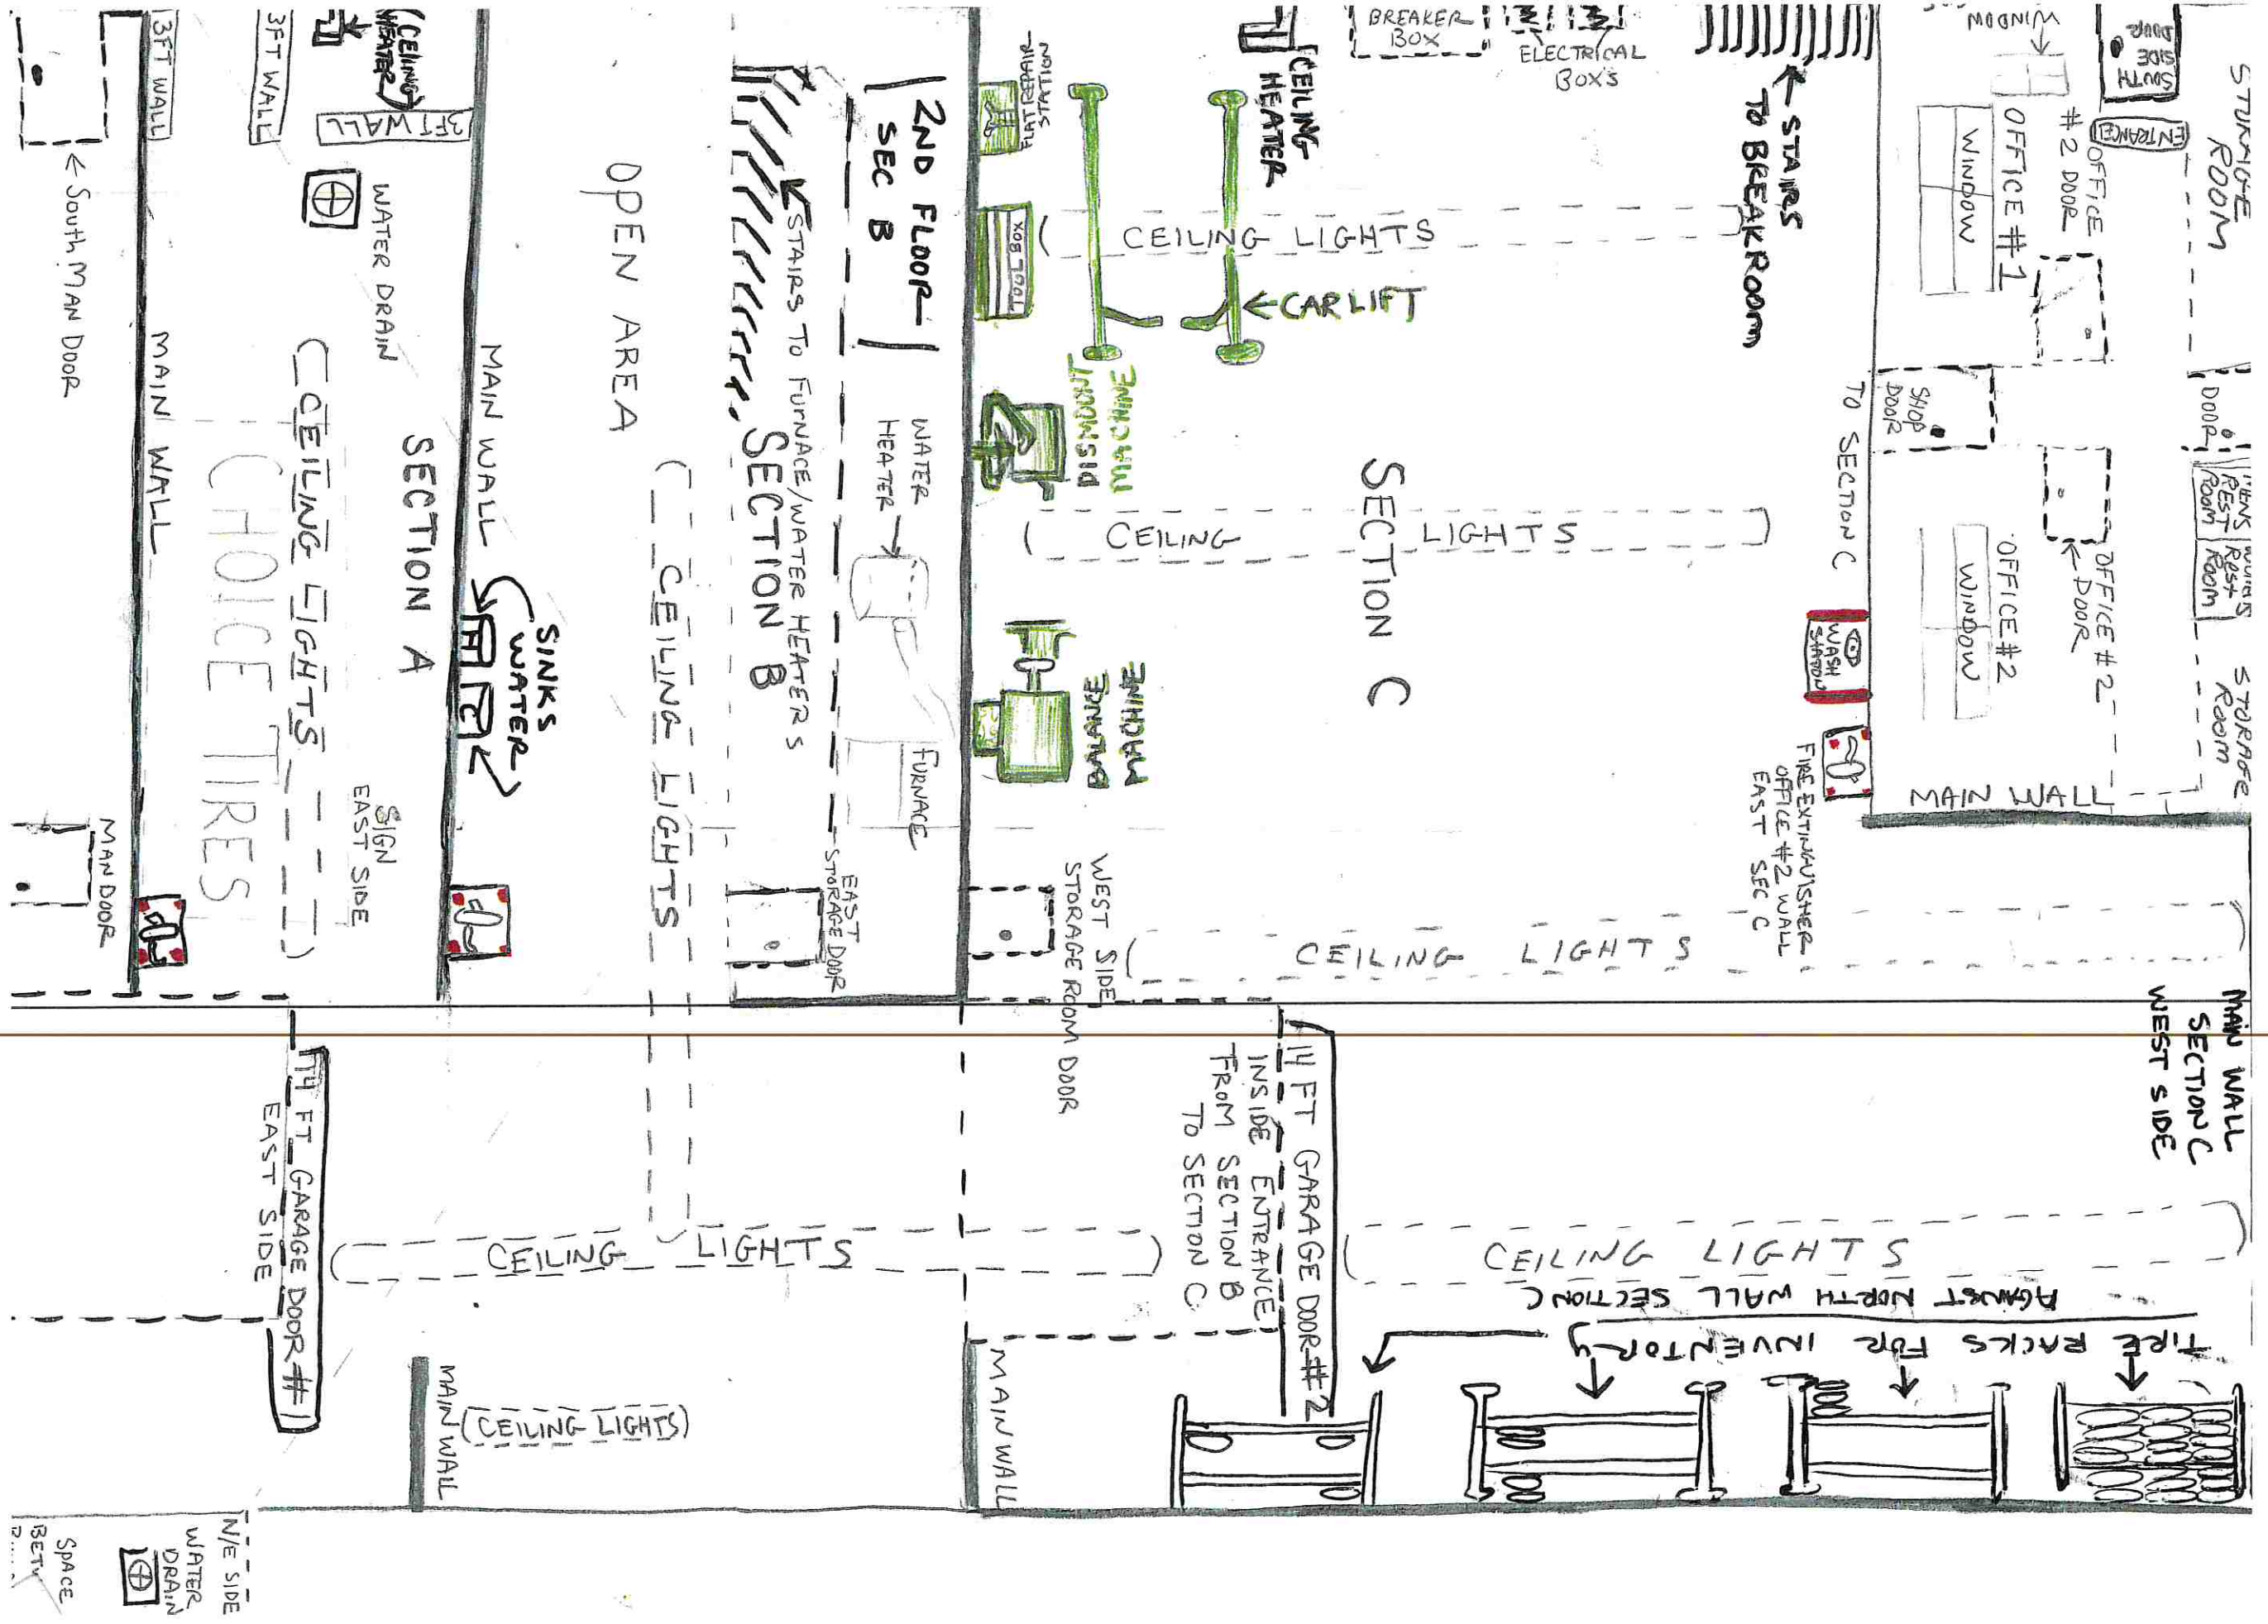 3FT WALL
← South MAN DOOR
MAIN WALL
3FT WALL
(CEILING
HEATER)
3FT WALL
WATER DRAIN
(CEILING LIGHTS)
CHOICE TIRES
SECTION A
SIGN
EAST SIDE
MAN DOOR
MAIN WALL
SINKS
WATER
OPEN AREA
(CEILING LIGHTS
STAIRS TO FURNACE/WATER HEATERS
SECTION B
2ND FLOOR
SEC B
WATER
HEATER
FURNACE
EAST
STORAGE DOOR
FLAT REPAIR
STATION
TOOL BOX
DISMOUNT
MACHINE
BALANCE
MACHINE
WEST SIDE
STORAGE ROOM DOOR
CEILING
HEATER
CEILING LIGHTS
← CAR LIFT
BREAKER
BOX
ELECTRICAL
BOX'S
← STAIRS
TO BREAKROOM
CEILING LIGHTS
SECTION C
TO SECTION C
WASH
STATION
FIRE EXTINGUISHER
OFFICE #2 WALL
EAST SEC C
CEILING LIGHTS
WINDOW
SOUTH
SIDE
DOOR
ENTRANCE
STORAGE
ROOM
OFFICE
#2 DOOR
OFFICE #1
WINDOW
SHOP
DOOR
DOOR
MENS
REST
ROOM
REST
ROOM
OFFICE #2
← DOOR
OFFICE #2
WINDOW
STORAGE
ROOM
MAIN WALL
MAIN WALL
SECTION C
WEST SIDE
14 FT GARAGE DOOR #1
EAST SIDE
CEILING LIGHTS
14 FT GARAGE DOOR #2
INSIDE ENTRANCE
FROM SECTION B
TO SECTION C
CEILING LIGHTS
TIRE RACKS FOR INVENTORY
AGAINST NORTH WALL SECTION C
MAIN WALL
(CEILING LIGHTS)
MAIN WALL
N/E SIDE
WATER
DRAIN
SPACE